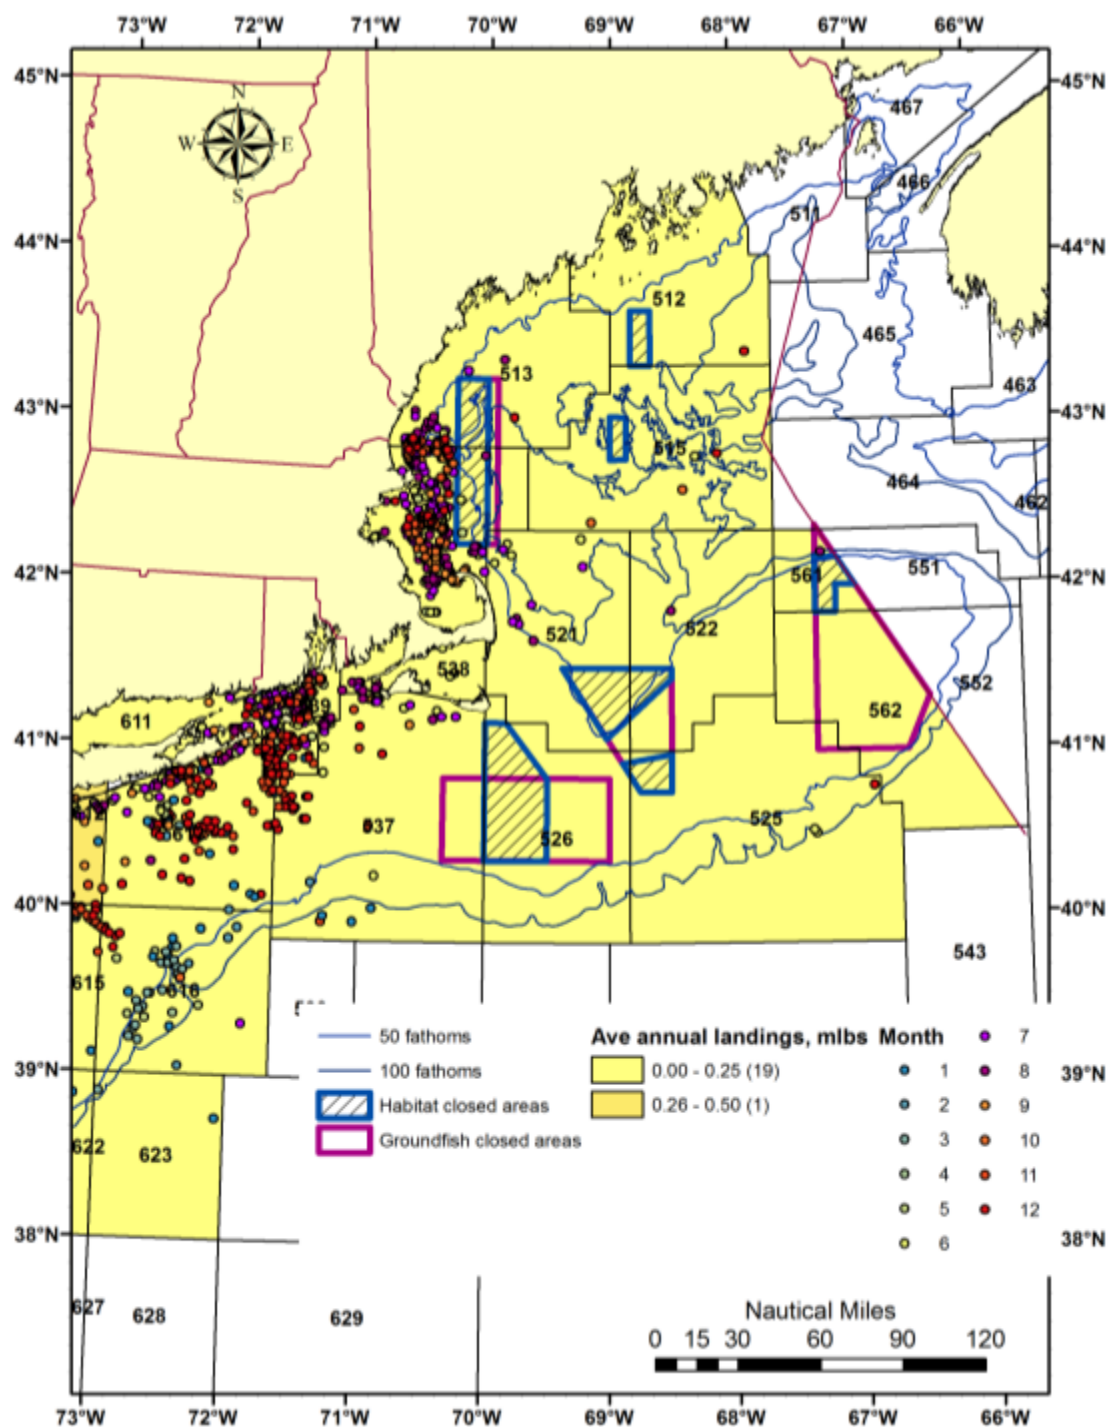 73°W 72°W 71°W 70°W 69°W 68°W 67°W 66°W
45°N 45°N
467
N
W E
S
466
511
44°N 44°N
512
465
463
513
43°N 43°N
515
464
462
42°N 561 551 42°N
521 522
538 552
611 562
41°N 41°N
537 526 525
40°N 40°N
543
615 616
50 fathoms
100 fathoms
Habitat closed areas
Groundfish closed areas
Ave annual landings, mlbs
0.00 - 0.25 (19)
0.26 - 0.50 (1)
Month
1
2
3
4
5
6
7
8
9
10
11
12
39°N 39°N
622 623
38°N 38°N
627 628 629
Nautical Miles
0 15 30 60 90 120
73°W 72°W 71°W 70°W 69°W 68°W 67°W 66°W